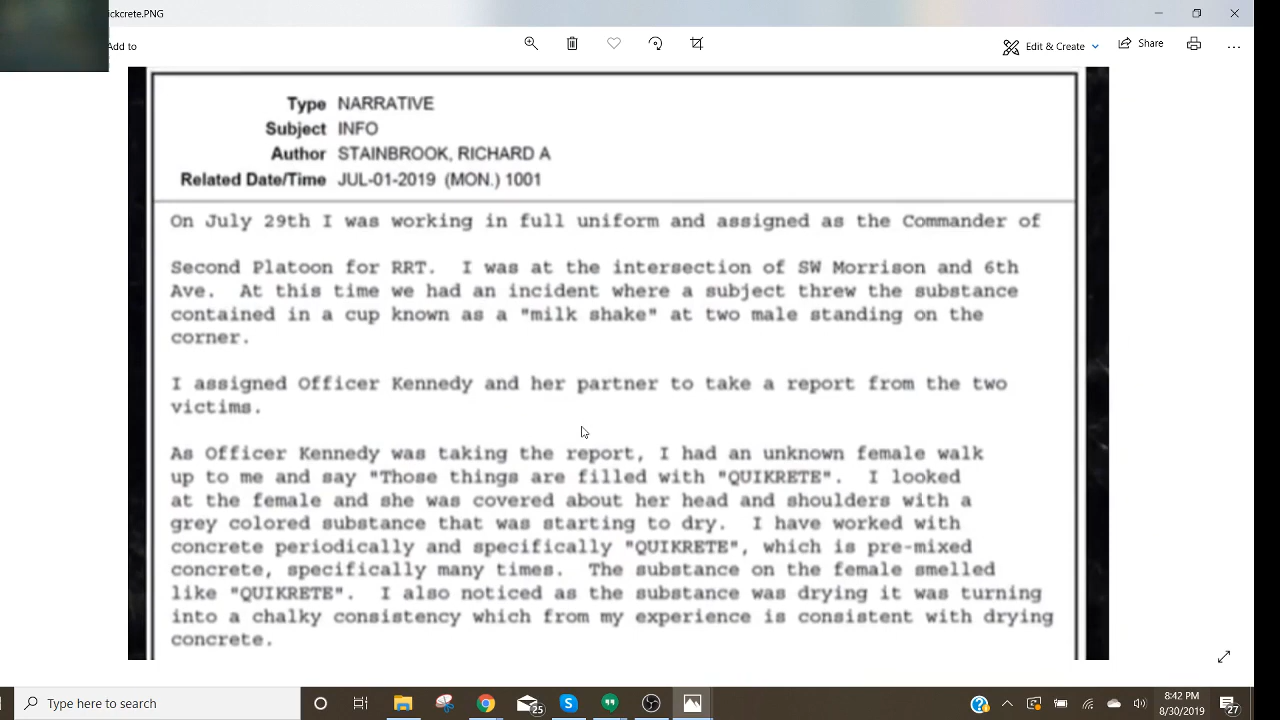 ickcrete.PNG
dd to
Edit & Create
Share
Type NARRATIVE
Subject INFO
Author STAINBROOK, RICHARD A
Related Date/Time JUL-01-2019 (MON.) 1001
On July 29th I was working in full uniform and assigned as the Commander of
Second Platoon for RRT. I was at the intersection of SW Morrison and 6th
Ave. At this time we had an incident where a subject threw the substance
contained in a cup known as a "milk shake" at two male standing on the
corner.
I assigned Officer Kennedy and her partner to take a report from the two
victims.
As Officer Kennedy was taking the report, I had an unknown female walk
up to me and say "Those things are filled with "QUIKRETE". I looked
at the female and she was covered about her head and shoulders with a
grey colored substance that was starting to dry. I have worked with
concrete periodically and specifically "QUIKRETE", which is pre-mixed
concrete, specifically many times. The substance on the female smelled
like "QUIKRETE". I also noticed as the substance was drying it was turning
into a chalky consistency which from my experience is consistent with drying
concrete.
Type here to search
25
8:42 PM
8/30/2019
27